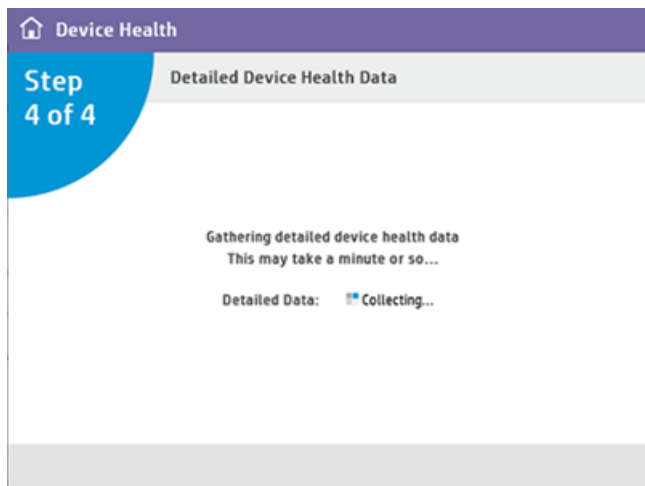 Device Health
Step
4 of 4
Detailed Device Health Data
Gathering detailed device health data
This may take a minute or so...
Detailed Data: Collecting...